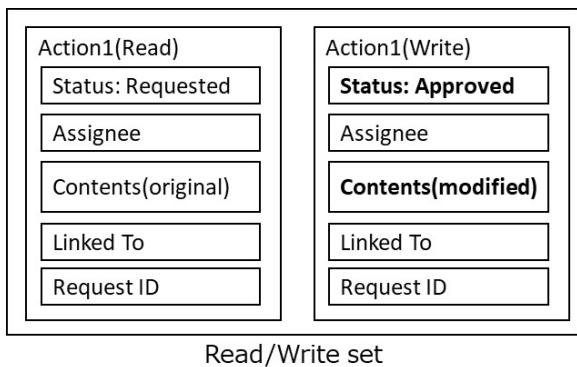 Action1(Read)
Status: Requested
Assignee
Contents(original)
Linked To
Request ID
Action1(Write)
Status: Approved
Assignee
Contents(modified)
Linked To
Request ID
Read/Write set